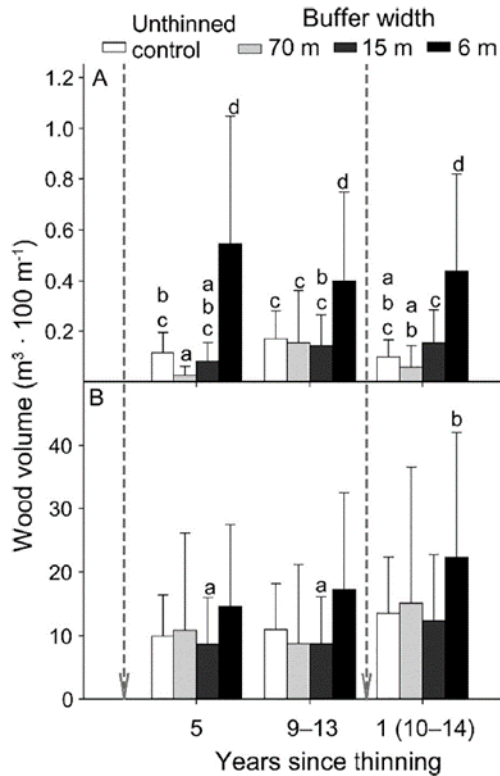 Unthinned control
Buffer width
70 m
15 m
6 m
Wood volume (m³ · 100 m⁻¹)
A
1.2
1.0
0.8
0.6
0.4
0.2
b
c
a
a
b
c
d
c
c
b
c
d
a
b
c
a
b
c
d
B
40
30
20
10
0
a
a
b
5
9–13
1 (10–14)
Years since thinning